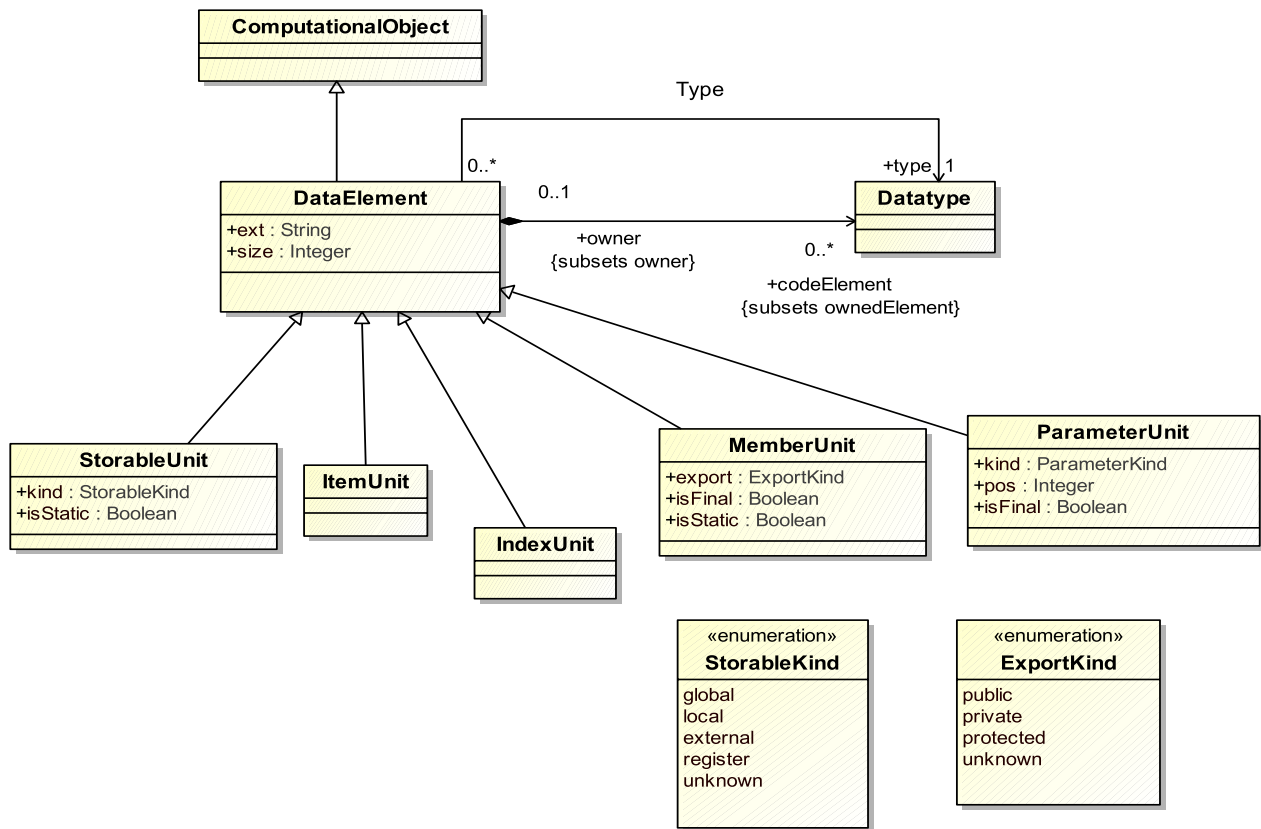 ComputationalObject
Type
0..*
+type 1
DataElement
+ext : String
+size : Integer
0..1
+owner
{subsets owner}
0..*
+codeElement
{subsets ownedElement}
Datatype
StorableUnit
+kind : StorableKind
+isStatic : Boolean
ItemUnit
IndexUnit
MemberUnit
+export : ExportKind
+isFinal : Boolean
+isStatic : Boolean
ParameterUnit
+kind : ParameterKind
+pos : Integer
+isFinal : Boolean
«enumeration»
StorableKind
global
local
external
register
unknown
«enumeration»
ExportKind
public
private
protected
unknown